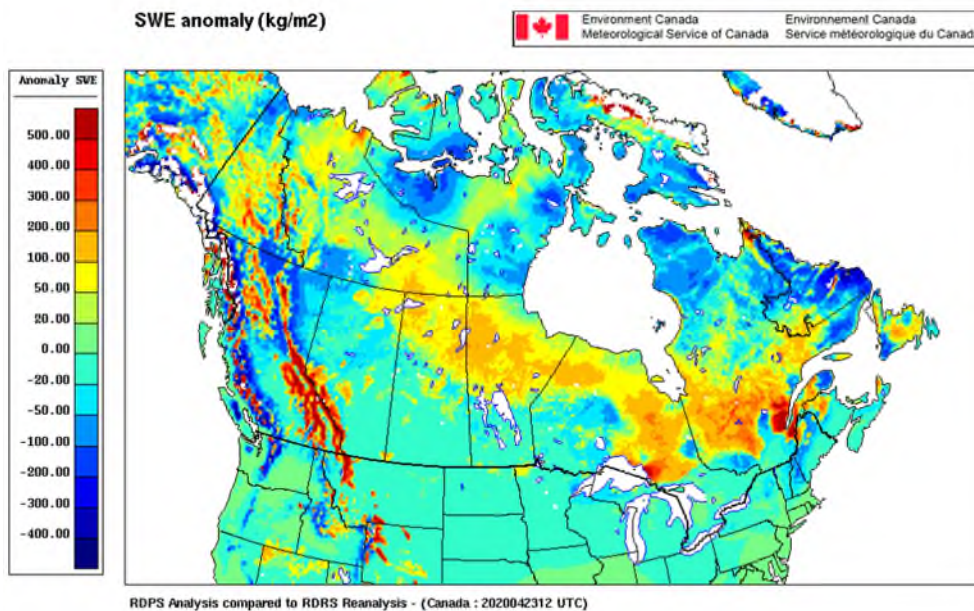 SWE anomaly (kg/m2)
Environment Canada Environnement Canada
Meteorological Service of Canada Service météorologique du Canada
Anomaly SWE
500.00
400.00
300.00
200.00
100.00
50.00
20.00
0.00
-20.00
-50.00
-100.00
-200.00
-300.00
-400.00
RDPS Analysis compared to RDRS Reanalysis - (Canada : 2020042312 UTC)